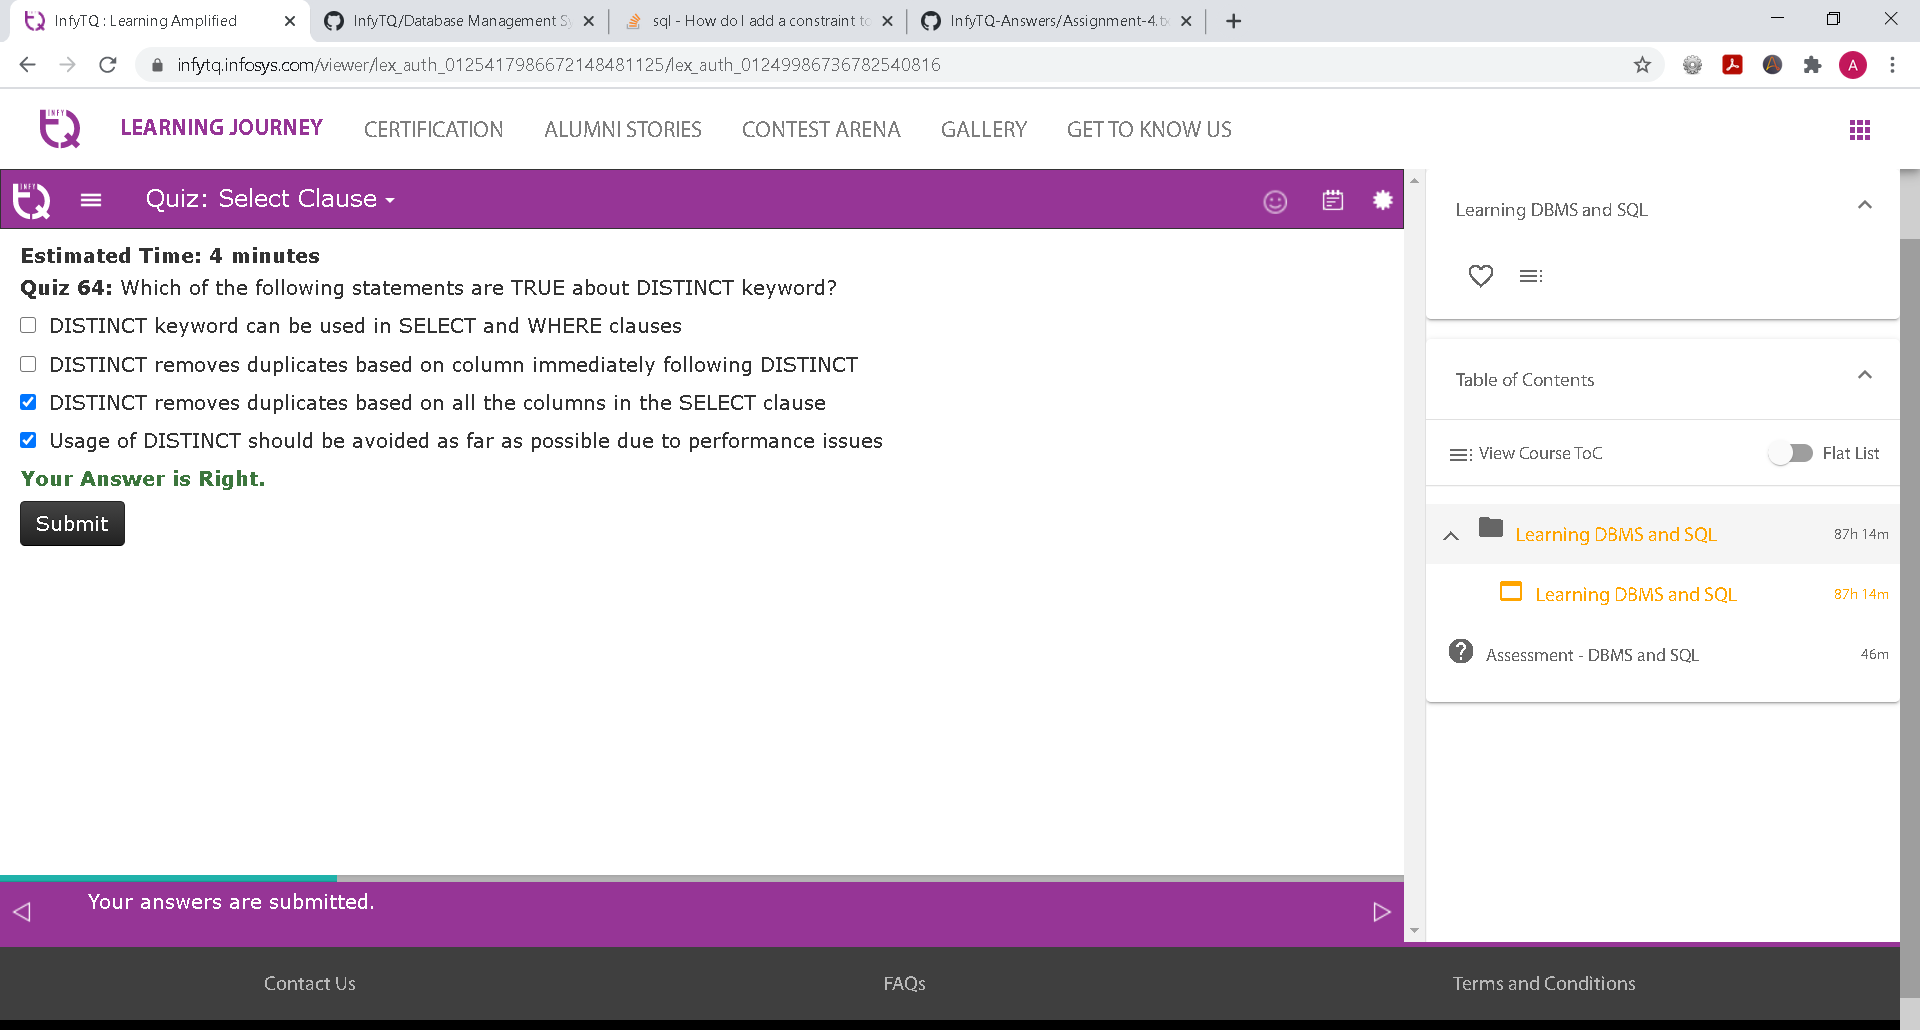 InfyTQ : Learning Amplified
InfyTQ/Database Management Sy
sql - How do I add a constraint to
InfyTQ-Answers/Assignment-4.tx
infytq.infosys.com/viewer/lex_auth_0125417986672148481125/lex_auth_01249986736782540816
A
INFY
TQ
LEARNING JOURNEY
CERTIFICATION
ALUMNI STORIES
CONTEST ARENA
GALLERY
GET TO KNOW US
INFY
TQ
Quiz: Select Clause
Estimated Time: 4 minutes
Quiz 64: Which of the following statements are TRUE about DISTINCT keyword?
DISTINCT keyword can be used in SELECT and WHERE clauses
DISTINCT removes duplicates based on column immediately following DISTINCT
DISTINCT removes duplicates based on all the columns in the SELECT clause
Usage of DISTINCT should be avoided as far as possible due to performance issues
Your Answer is Right.
Submit
Your answers are submitted.
Learning DBMS and SQL
Table of Contents
View Course ToC
Flat List
Learning DBMS and SQL
87h 14m
Learning DBMS and SQL
87h 14m
Assessment - DBMS and SQL
46m
Contact Us
FAQs
Terms and Conditions